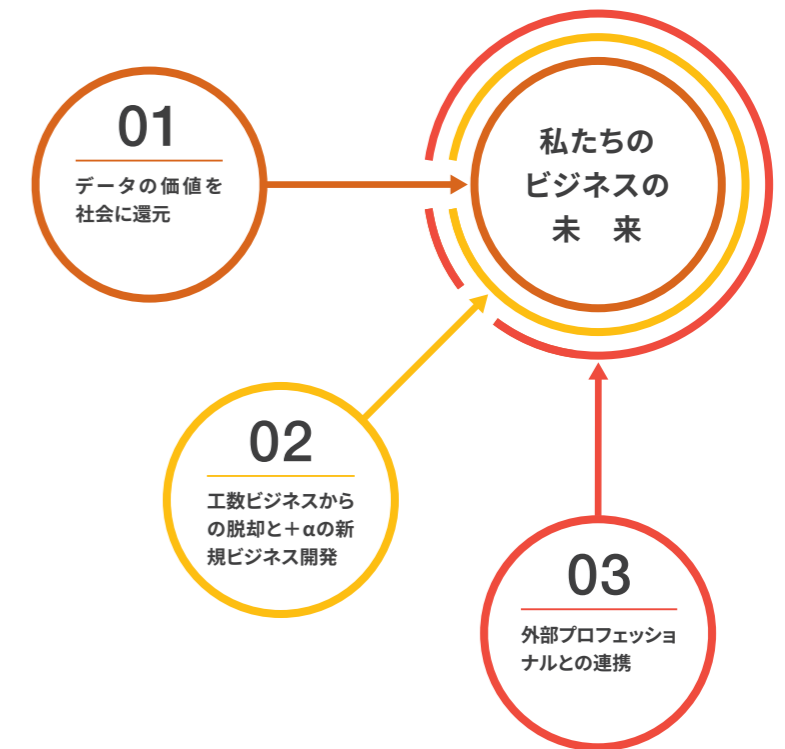 01
データの価値を
社会に還元
私たちの
ビジネスの
未　来
02
工数ビジネスから
の脱却と＋αの新
規ビジネス開発
03
外部プロフェッショ
ナルとの連携